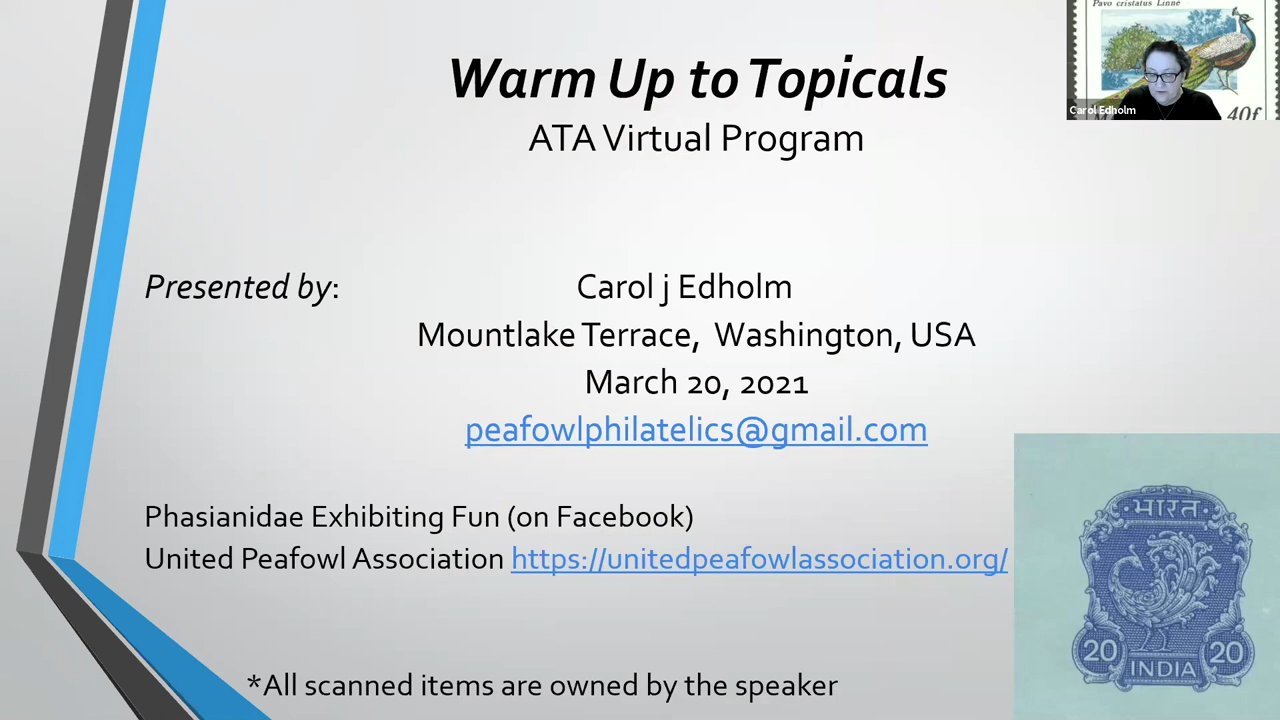 Pavo cristatus Linné
40f
Carol Edholm
Warm Up to Topicals
ATA Virtual Program
Presented by: Carol j Edholm
Mountlake Terrace, Washington, USA
March 20, 2021
peafowlphilatelics@gmail.com
Phasianidae Exhibiting Fun (on Facebook)
United Peafowl Association https://unitedpeafowlassociation.org/
भारत
20 20
INDIA
*All scanned items are owned by the speaker